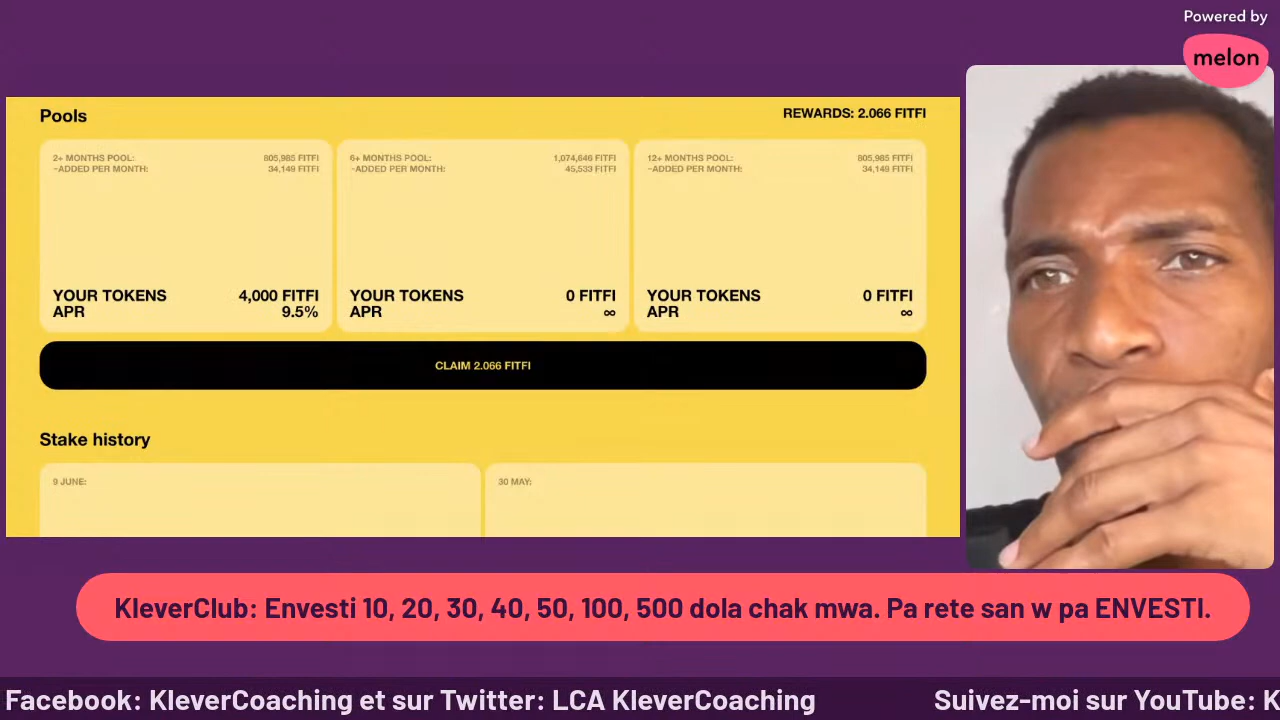 Powered by
melon
Pools
REWARDS: 2.066 FITFI
2+ MONTHS POOL: 805,985 FITFI
~ADDED PER MONTH: 34,149 FITFI
YOUR TOKENS 4,000 FITFI
APR 9.5%
6+ MONTHS POOL: 1,074,646 FITFI
~ADDED PER MONTH: 45,533 FITFI
YOUR TOKENS 0 FITFI
APR ∞
12+ MONTHS POOL: 805,985 FITFI
~ADDED PER MONTH: 34,149 FITFI
YOUR TOKENS 0 FITFI
APR ∞
CLAIM 2.066 FITFI
Stake history
9 JUNE:
30 MAY:
KleverClub: Envesti 10, 20, 30, 40, 50, 100, 500 dola chak mwa. Pa rete san w pa ENVESTI.
Facebook: KleverCoaching et sur Twitter: LCA KleverCoaching Suivez-moi sur YouTube: K